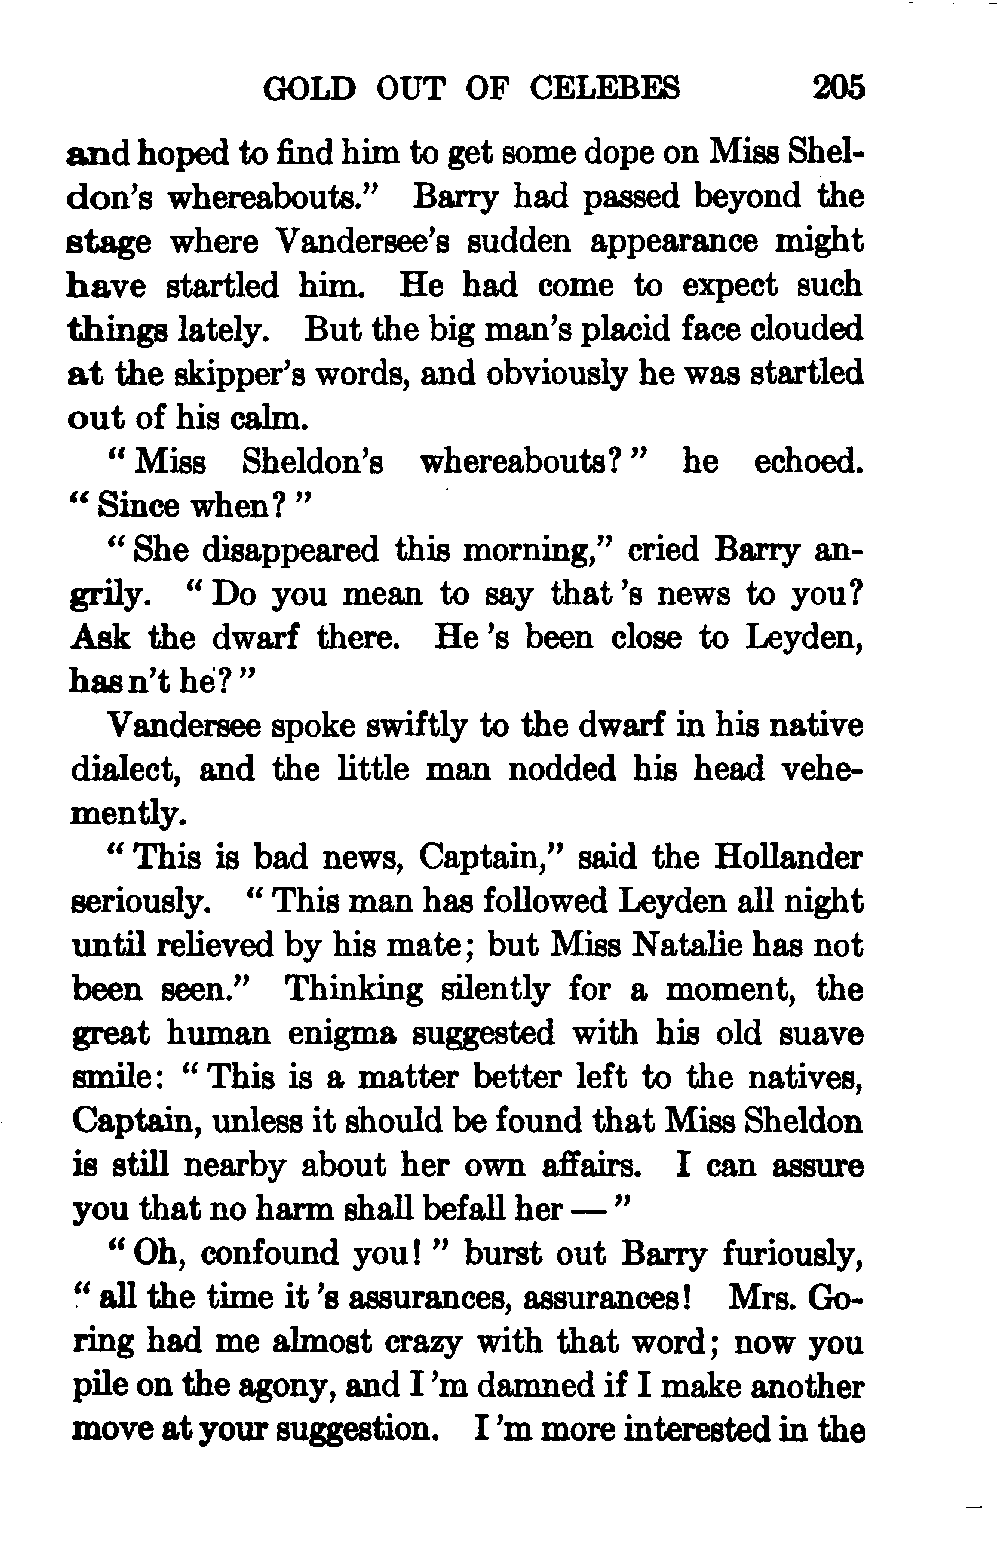 GOLD OUT OF CELEBES 205
and hoped to find him to get some dope on Miss Shel-
don's whereabouts." Barry had passed beyond the
stage where Vandersee's sudden appearance might
have startled him. He had come to expect such
things lately. But the big man's placid face clouded
at the skipper's words, and obviously he was startled
out of his calm.
"Miss Sheldon's whereabouts?" he echoed.
"Since when?"
"She disappeared this morning," cried Barry an-
grily. "Do you mean to say that's news to you?
Ask the dwarf there. He's been close to Leyden,
hasn't he?"
Vandersee spoke swiftly to the dwarf in his native
dialect, and the little man nodded his head vehe-
mently.
"This is bad news, Captain," said the Hollander
seriously. "This man has followed Leyden all night
until relieved by his mate; but Miss Natalie has not
been seen." Thinking silently for a moment, the
great human enigma suggested with his old suave
smile: "This is a matter better left to the natives,
Captain, unless it should be found that Miss Sheldon
is still nearby about her own affairs. I can assure
you that no harm shall befall her—"
"Oh, confound you!" burst out Barry furiously,
"all the time it's assurances, assurances! Mrs. Go-
ring had me almost crazy with that word; now you
pile on the agony, and I'm damned if I make another
move at your suggestion. I'm more interested in the